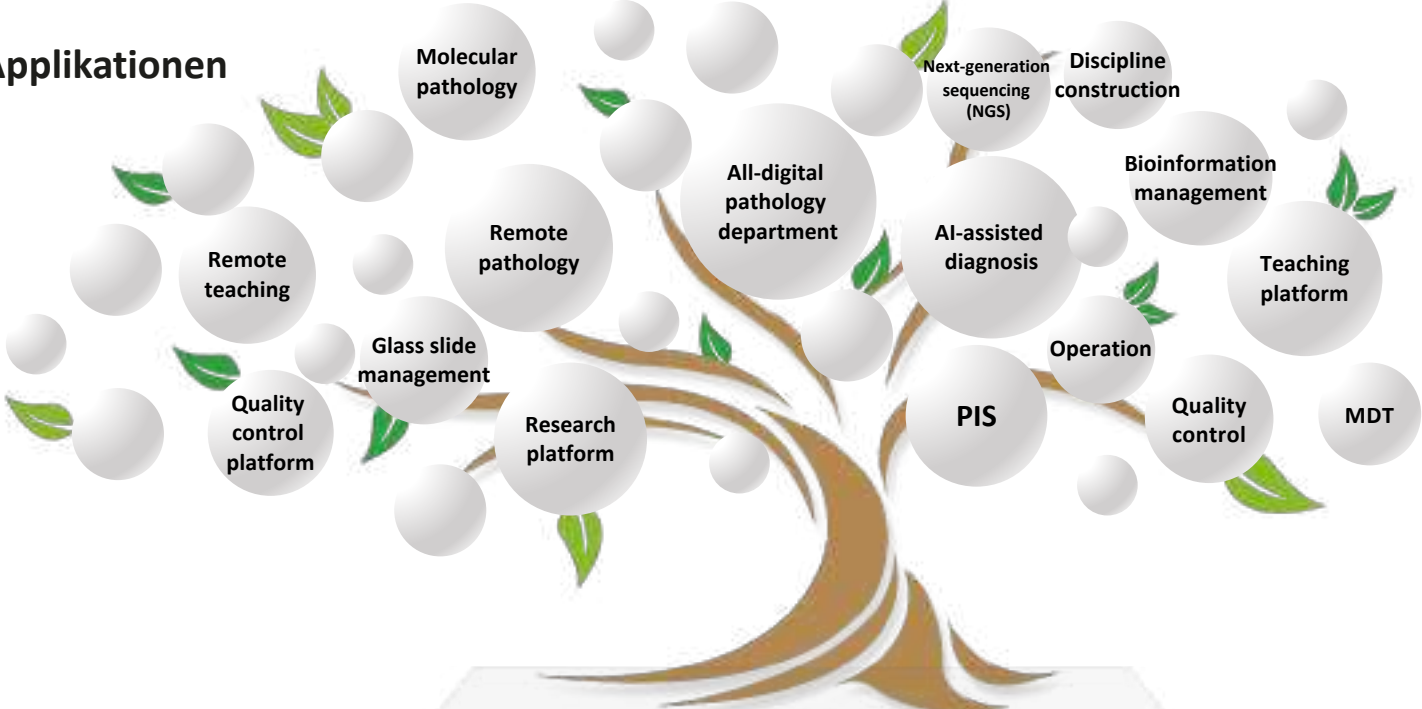 Applikationen
Molecular
pathology
Next-generation
sequencing
(NGS)
Discipline
construction
All-digital
pathology
department
Bioinformation
management
Remote
teaching
Remote
pathology
AI-assisted
diagnosis
Teaching
platform
Glass slide
management
Operation
Quality
control
platform
Research
platform
PIS
Quality
control
MDT